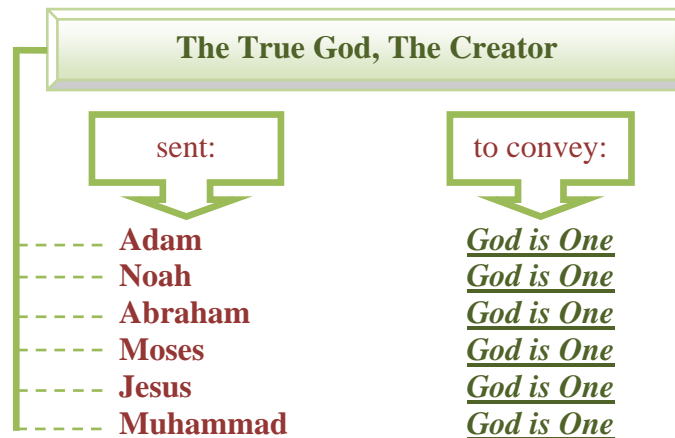 The True God, The Creator
sent: to convey:
Adam God is One
Noah God is One
Abraham God is One
Moses God is One
Jesus God is One
Muhammad God is One